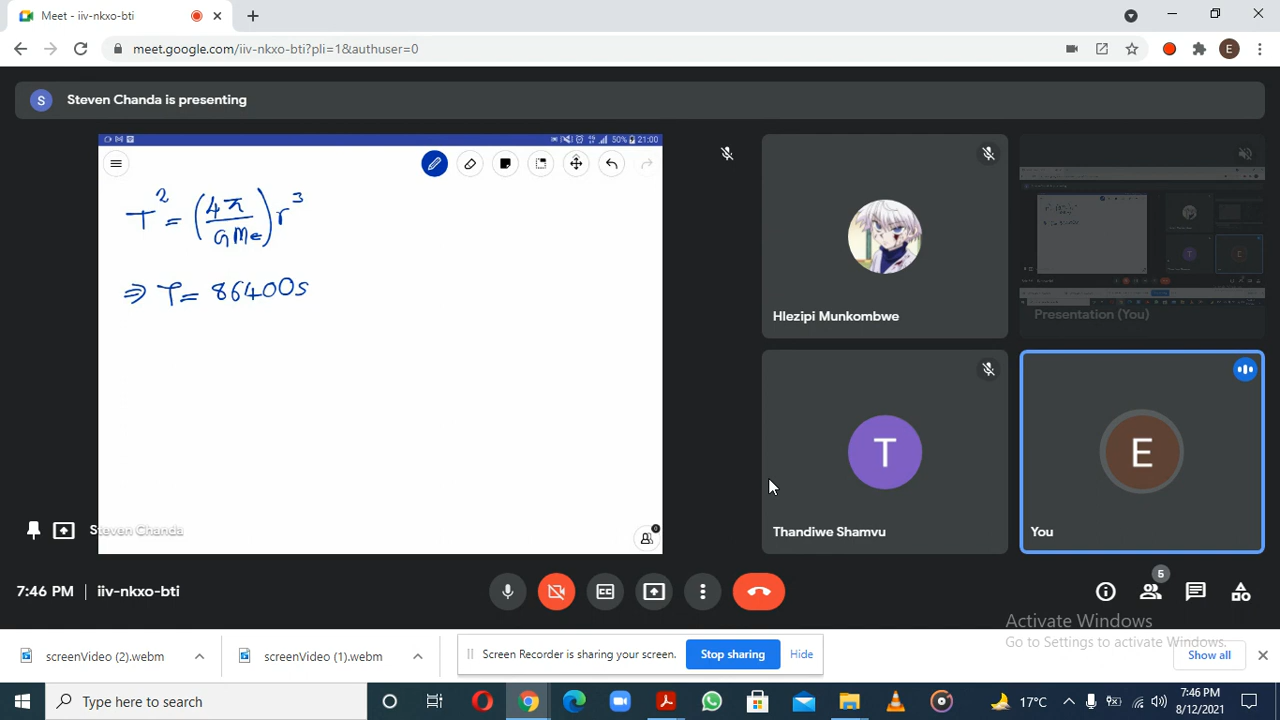 Meet - iiv-nkxo-bti
meet.google.com/iiv-nkxo-bti?pli=1&authuser=0
E
S Steven Chanda is presenting
50% 21:00
T² = (4π/GMe) r³
⇒ T = 86400s
Steven Chanda
Hlezipi Munkombwe
Presentation (You)
T
Thandiwe Shamvu
E
You
7:46 PM | iiv-nkxo-bti
5
Activate Windows
Go to Settings to activate Windows.
screenVideo (2).webm
screenVideo (1).webm
Screen Recorder is sharing your screen.
Stop sharing
Hide
Show all
Type here to search
17°C
7:46 PM
8/12/2021